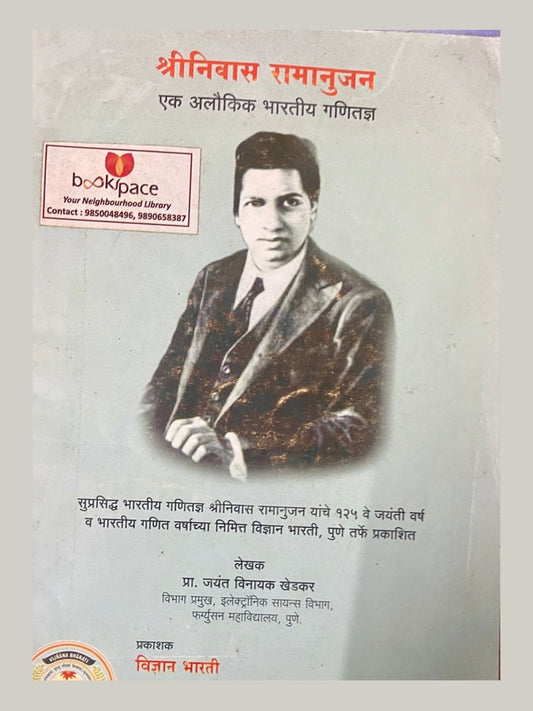 श्रीनिवास रामानुजन
एक अलौकिक भारतीय गणितज्ञ
bookspace
Your Neighbourhood Library
Contact : 9850048496, 9890658387
सुप्रसिद्ध भारतीय गणितज्ञ श्रीनिवास रामानुजन यांचे १२५ वे जयंती वर्ष
व भारतीय गणित वर्षाच्या निमित्त विज्ञान भारती, पुणे तर्फे प्रकाशित
लेखक
प्रा. जयंत विनायक खेडकर
विभाग प्रमुख, इलेक्ट्रॉनिक सायन्स विभाग,
फर्ग्युसन महाविद्यालय, पुणे.
प्रकाशक
विज्ञान भारती
VIJNANA BHARATI